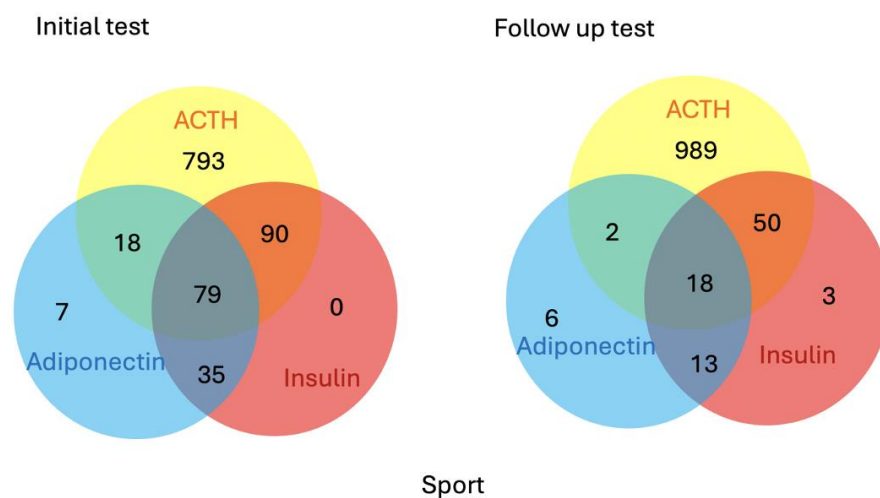 Initial test
ACTH
793
18
90
79
7
0
Adiponectin
35
Insulin
Follow up test
ACTH
989
2
50
18
6
3
Adiponectin
13
Insulin
Sport